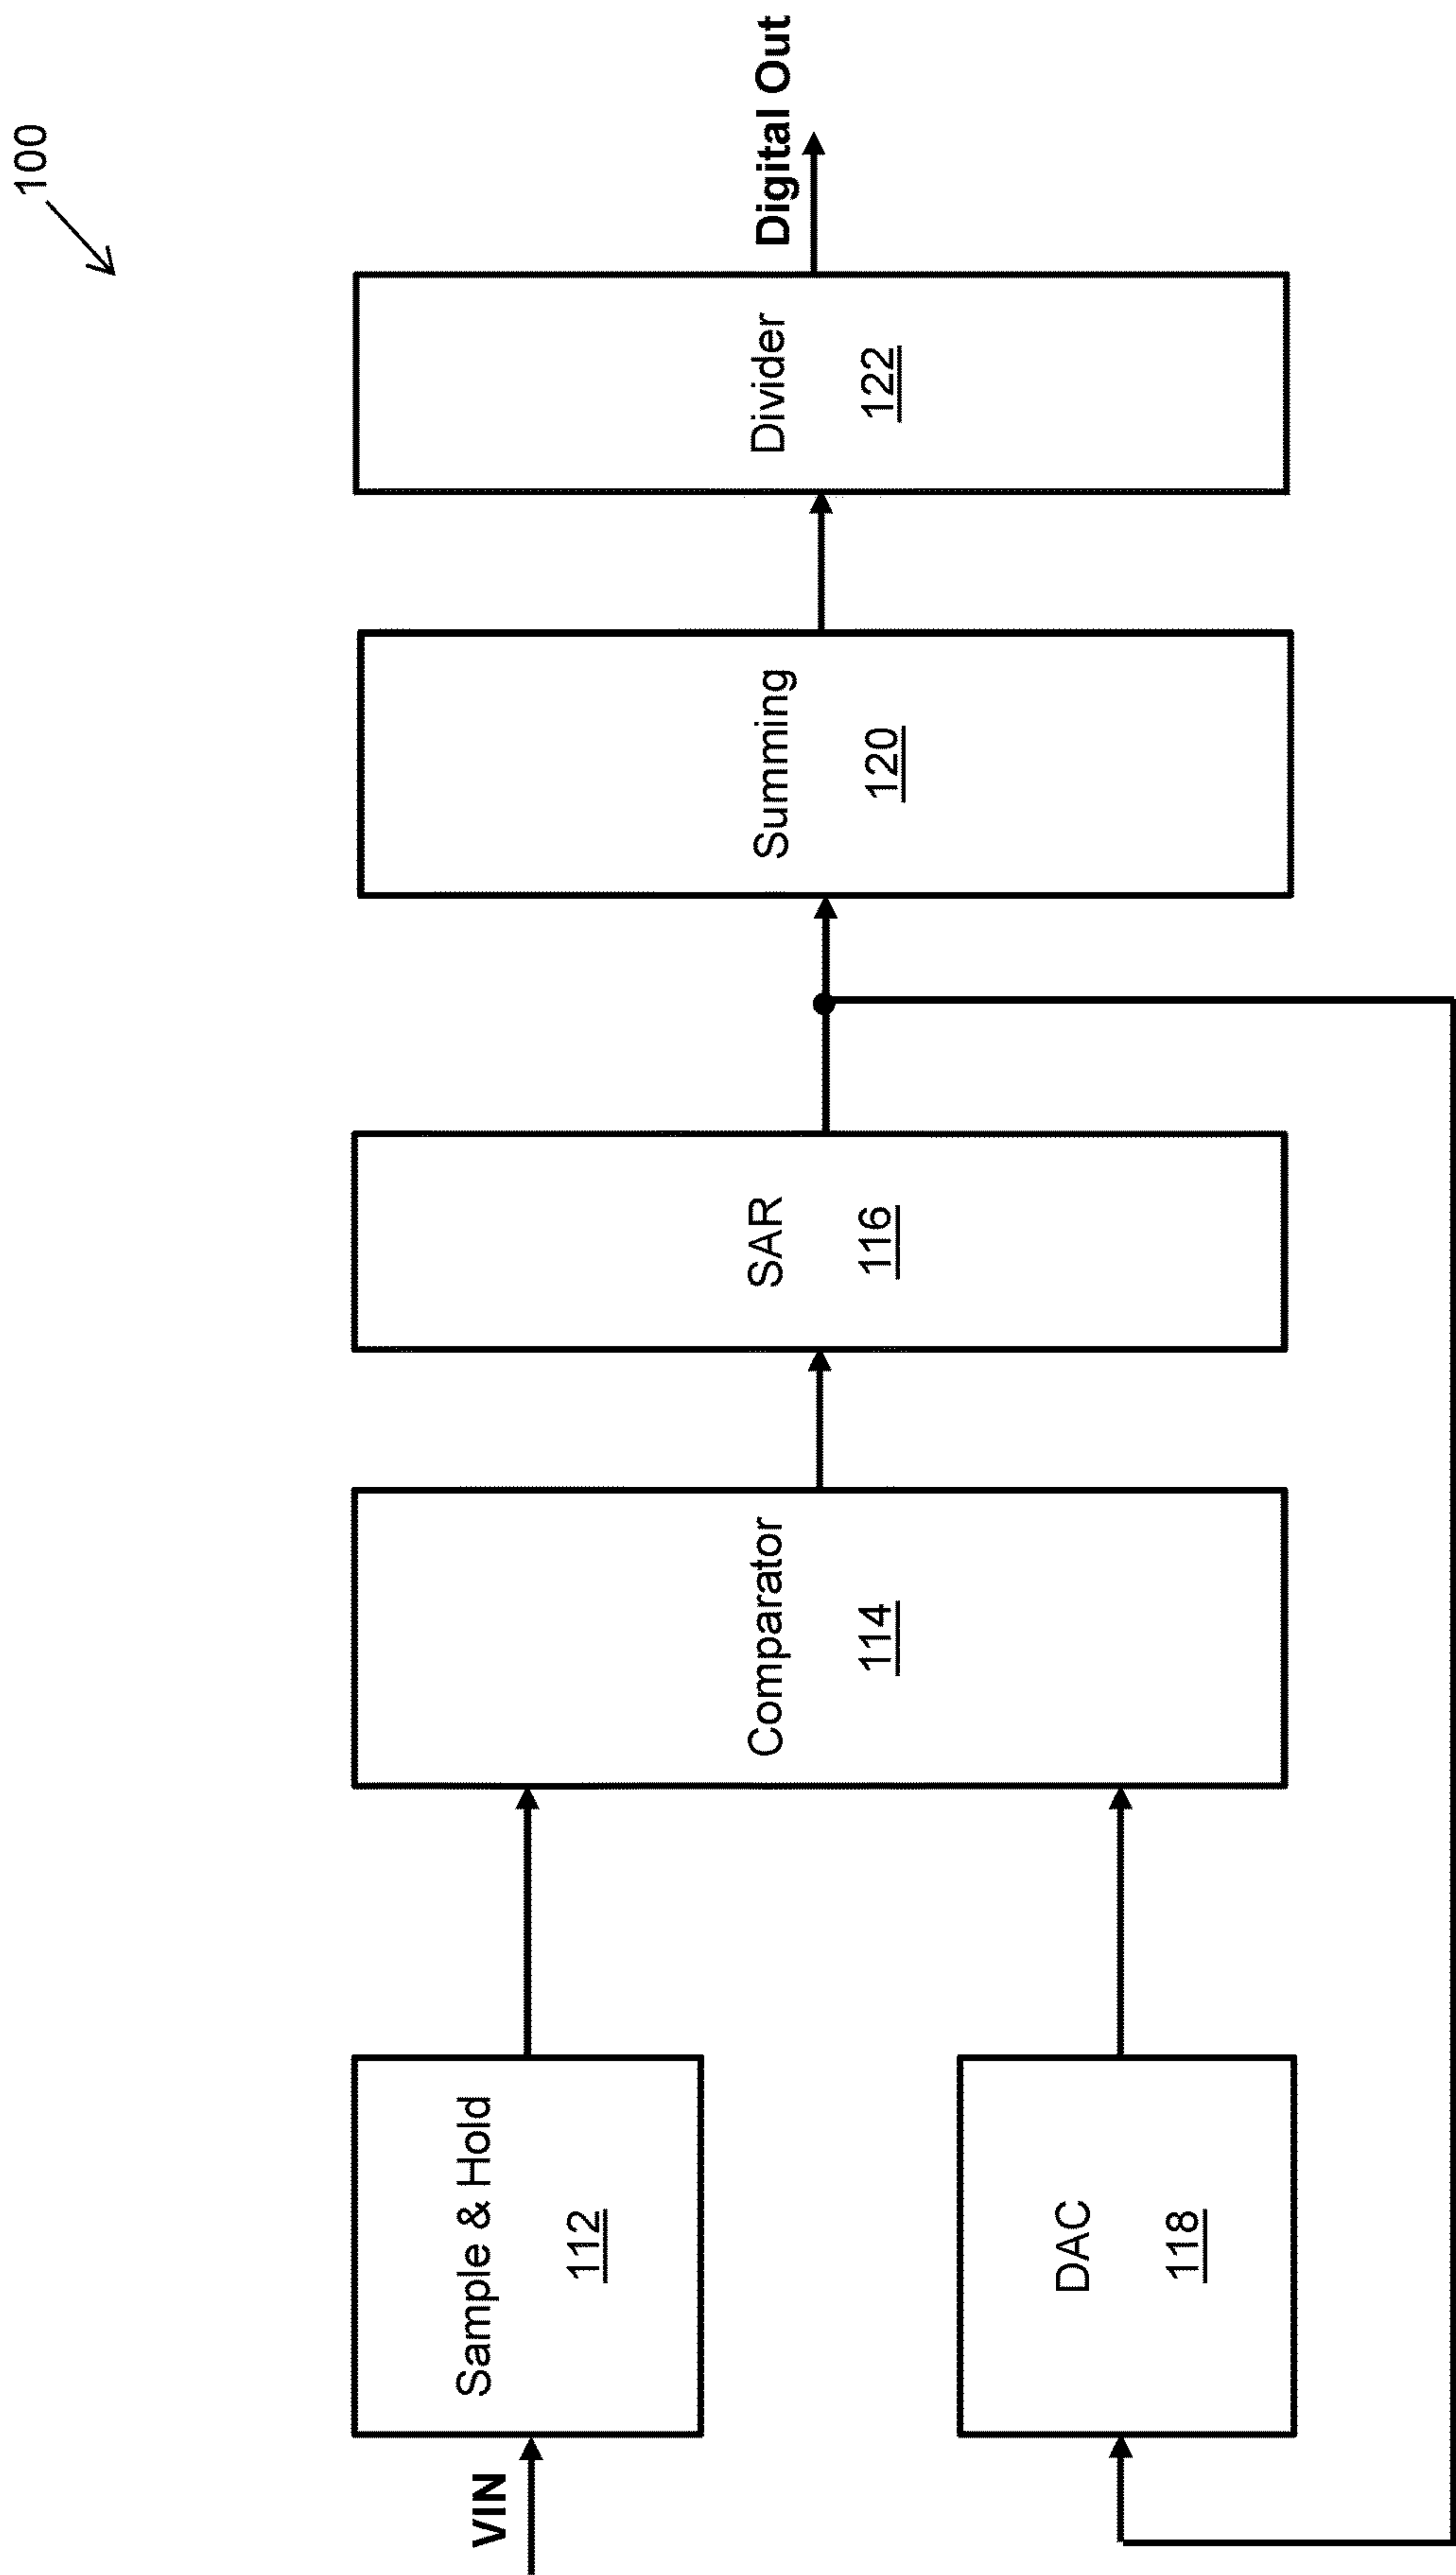 100
VIN
Sample & Hold
112
DAC
118
Comparator
114
SAR
116
Summing
120
Divider
122
Digital Out